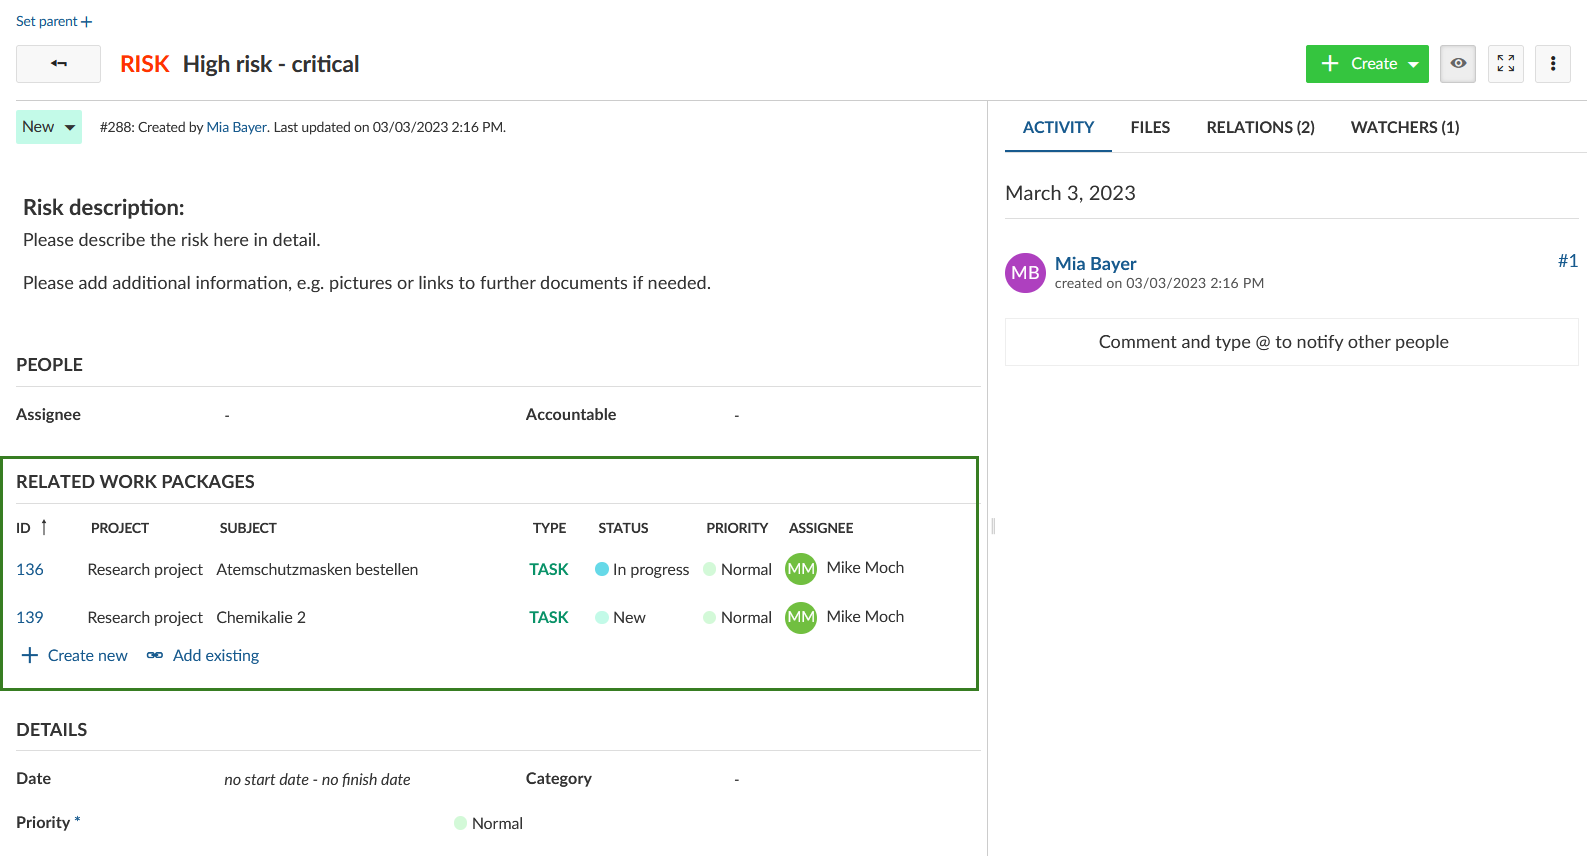 Set parent +
RISK High risk - critical
+ Create
New
#288: Created by Mia Bayer. Last updated on 03/03/2023 2:16 PM.
Risk description:
Please describe the risk here in detail.
Please add additional information, e.g. pictures or links to further documents if needed.
PEOPLE
Assignee - Accountable -
RELATED WORK PACKAGES
ID PROJECT SUBJECT TYPE STATUS PRIORITY ASSIGNEE
136 Research project Atemschutzmasken bestellen TASK In progress Normal MM Mike Moch
139 Research project Chemikalie 2 TASK New Normal MM Mike Moch
+ Create new Add existing
DETAILS
Date no start date - no finish date Category -
Priority * Normal
ACTIVITY FILES RELATIONS (2) WATCHERS (1)
March 3, 2023
MB Mia Bayer #1
created on 03/03/2023 2:16 PM
Comment and type @ to notify other people